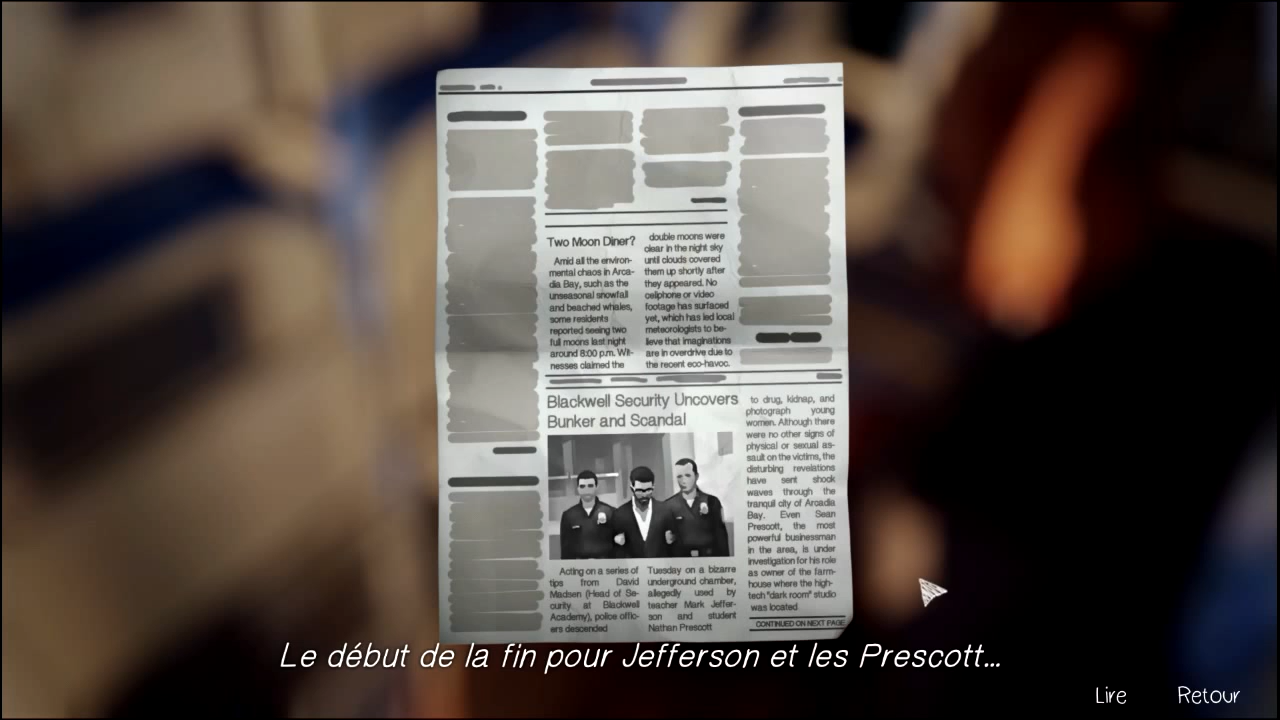 Two Moon Diner?
Amid all the environ-
mental chaos in Arca-
dia Bay, such as the
unseasonal snowfall
and beached whales,
some residents
reported seeing two
full moons last night
around 8:00 p.m. Wit-
nesses claimed the
double moons were
clear in the night sky
until clouds covered
them up shortly after
they appeared. No
cellphone or video
footage has surfaced
yet, which has led local
meteorologists to be-
lieve that imaginations
are in overdrive due to
the recent eco-havoc.
Blackwell Security Uncovers
Bunker and Scandal
Acting on a series of
tips from David
Madsen (Head of Se-
curity at Blackwell
Academy), police offic-
ers descended
Tuesday on a bizarre
underground chamber,
allegedly used by
teacher Mark Jeffer-
son and student
Nathan Prescott
to drug, kidnap, and
photograph young
women. Although there
were no other signs of
physical or sexual as-
sault on the victims, the
disturbing revelations
have sent shock
waves through the
tranquil city of Arcadia
Bay. Even Sean
Prescott, the most
powerful businessman
in the area, is under
investigation for his role
as owner of the farm-
house where the high-
tech "dark room" studio
was located
CONTINUED ON NEXT PAGE
Le début de la fin pour Jefferson et les Prescott...
Lire
Retour